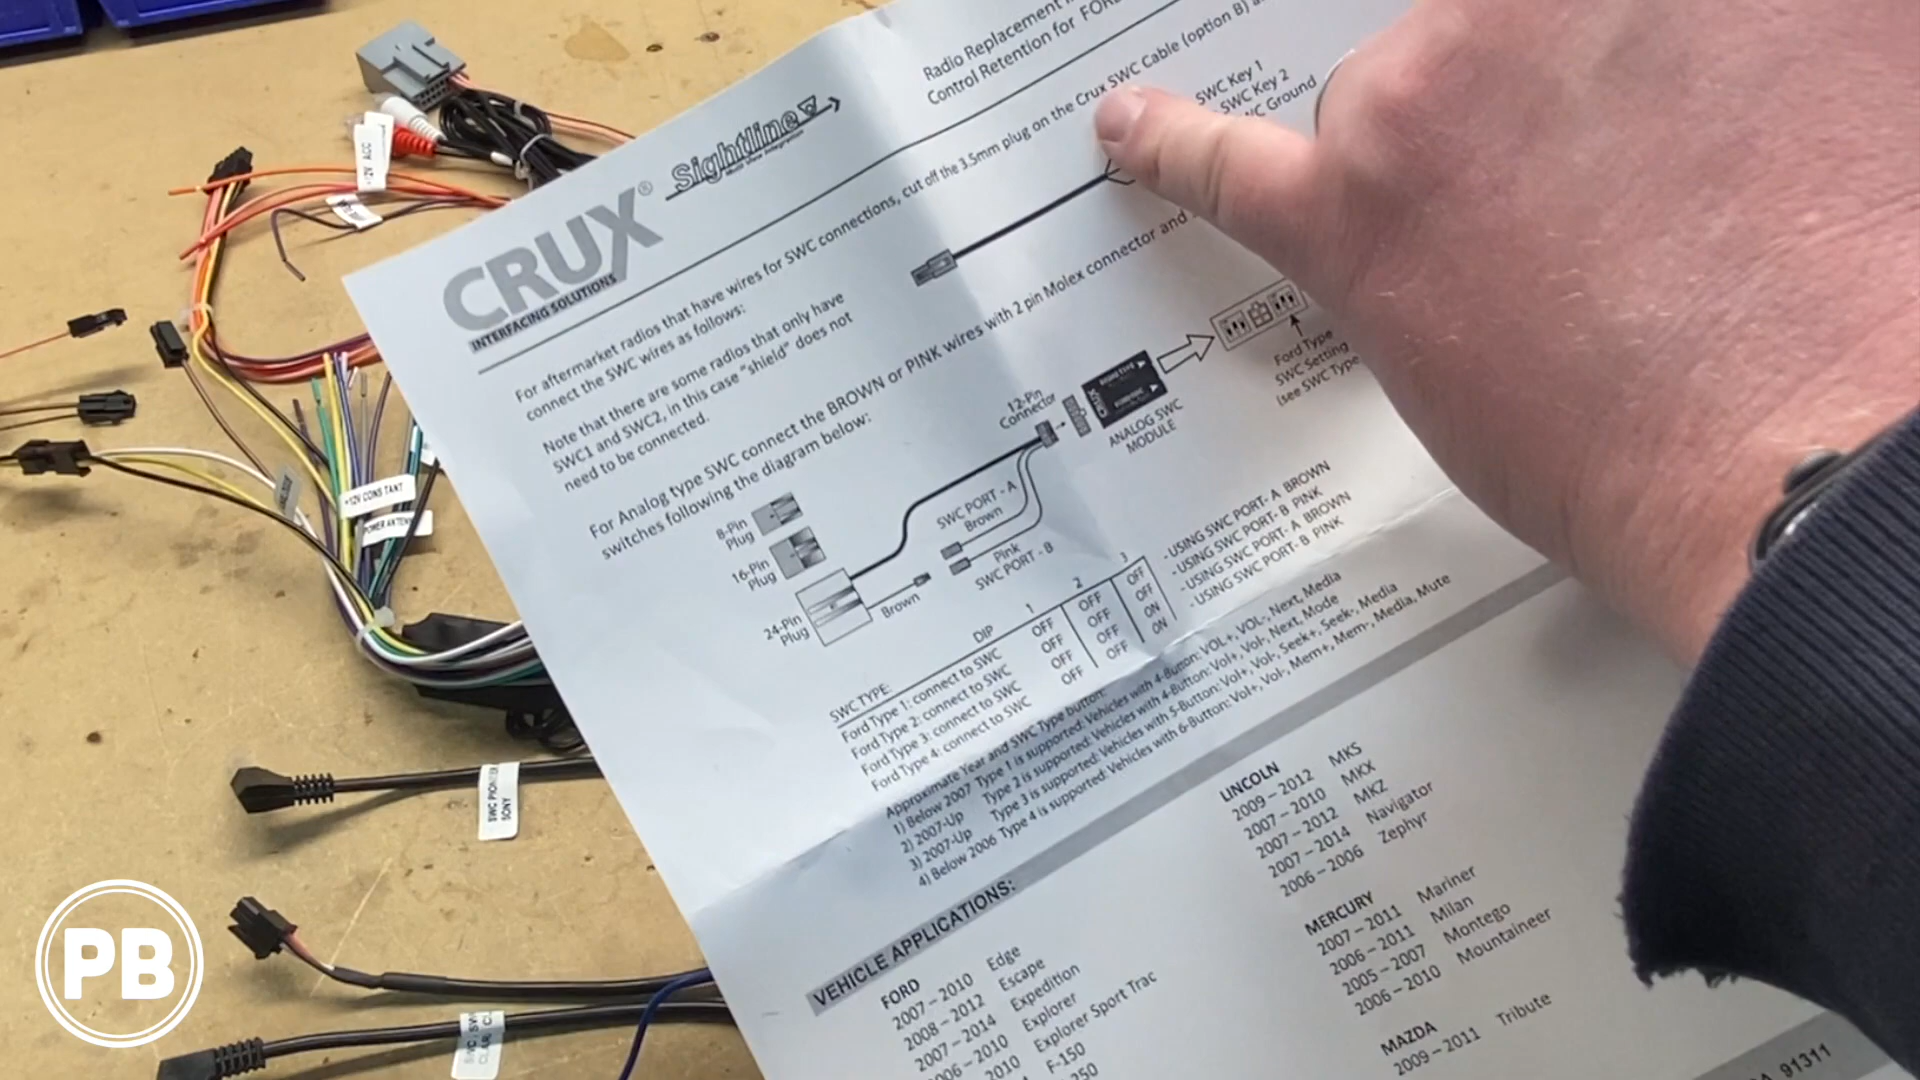 Radio Replacement
Control Retention for FORD
CRUX®
INTERFACING SOLUTIONS
Sightline
Multi View Integration
For aftermarket radios that have wires for SWC connections, cut off the 3.5mm plug on the Crux SWC Cable (option B)
connect the SWC wires as follows:
SWC Key 1
SWC Key 2
SWC Ground
Note that there are some radios that only have
SWC1 and SWC2, in this case "shield" does not
need to be connected.
For Analog type SWC connect the BROWN or PINK wires with 2 pin Molex connector and
switches following the diagram below:
8-Pin
Plug
16-Pin
Plug
24-Pin
Plug
Brown
12-Pin
Connector
SWC PORT - A
Brown
Pink
SWC PORT - B
CRUX
ANALOG SWC
MODULE
Ford Type
SWC Setting
(see SWC Type
SWC TYPE: DIP 1 2 3
Ford Type 1: connect to SWC OFF OFF OFF - USING SWC PORT- A BROWN
Ford Type 2: connect to SWC OFF OFF OFF - USING SWC PORT- B PINK
Ford Type 3: connect to SWC OFF OFF ON - USING SWC PORT- A BROWN
Ford Type 4: connect to SWC OFF OFF ON - USING SWC PORT- B PINK
Approximate Year and SWC Type button:
1) Below 2007 Type 1 is supported: Vehicles with 4-Button: VOL+, VOL-, Next, Media
2) 2007-Up Type 2 is supported: Vehicles with 4-Button: Vol+, Vol-, Next, Mode
3) 2007-Up Type 3 is supported: Vehicles with 5-Button: Vol+, Vol-, Seek+, Seek-, Media
4) Below 2006 Type 4 is supported: Vehicles with 6-Button: Vol+, Vol-, Mem+, Mem-, Media, Mute
VEHICLE APPLICATIONS:
FORD
2007 – 2010 Edge
2008 – 2012 Escape
2007 – 2014 Expedition
2006 – 2010 Explorer
2010 Explorer Sport Trac
F-150
250
LINCOLN
2009 – 2012 MKS
2007 – 2010 MKX
2007 – 2012 MKZ
2007 – 2014 Navigator
2006 – 2006 Zephyr
MERCURY
2007 – 2011 Mariner
2006 – 2011 Milan
2005 – 2007 Montego
2006 – 2010 Mountaineer
MAZDA
2009 – 2011 Tribute
91311
+12V ACC
+12V CONSTANT
POWER ANTENN
SWC PIONEER
SONY
PB